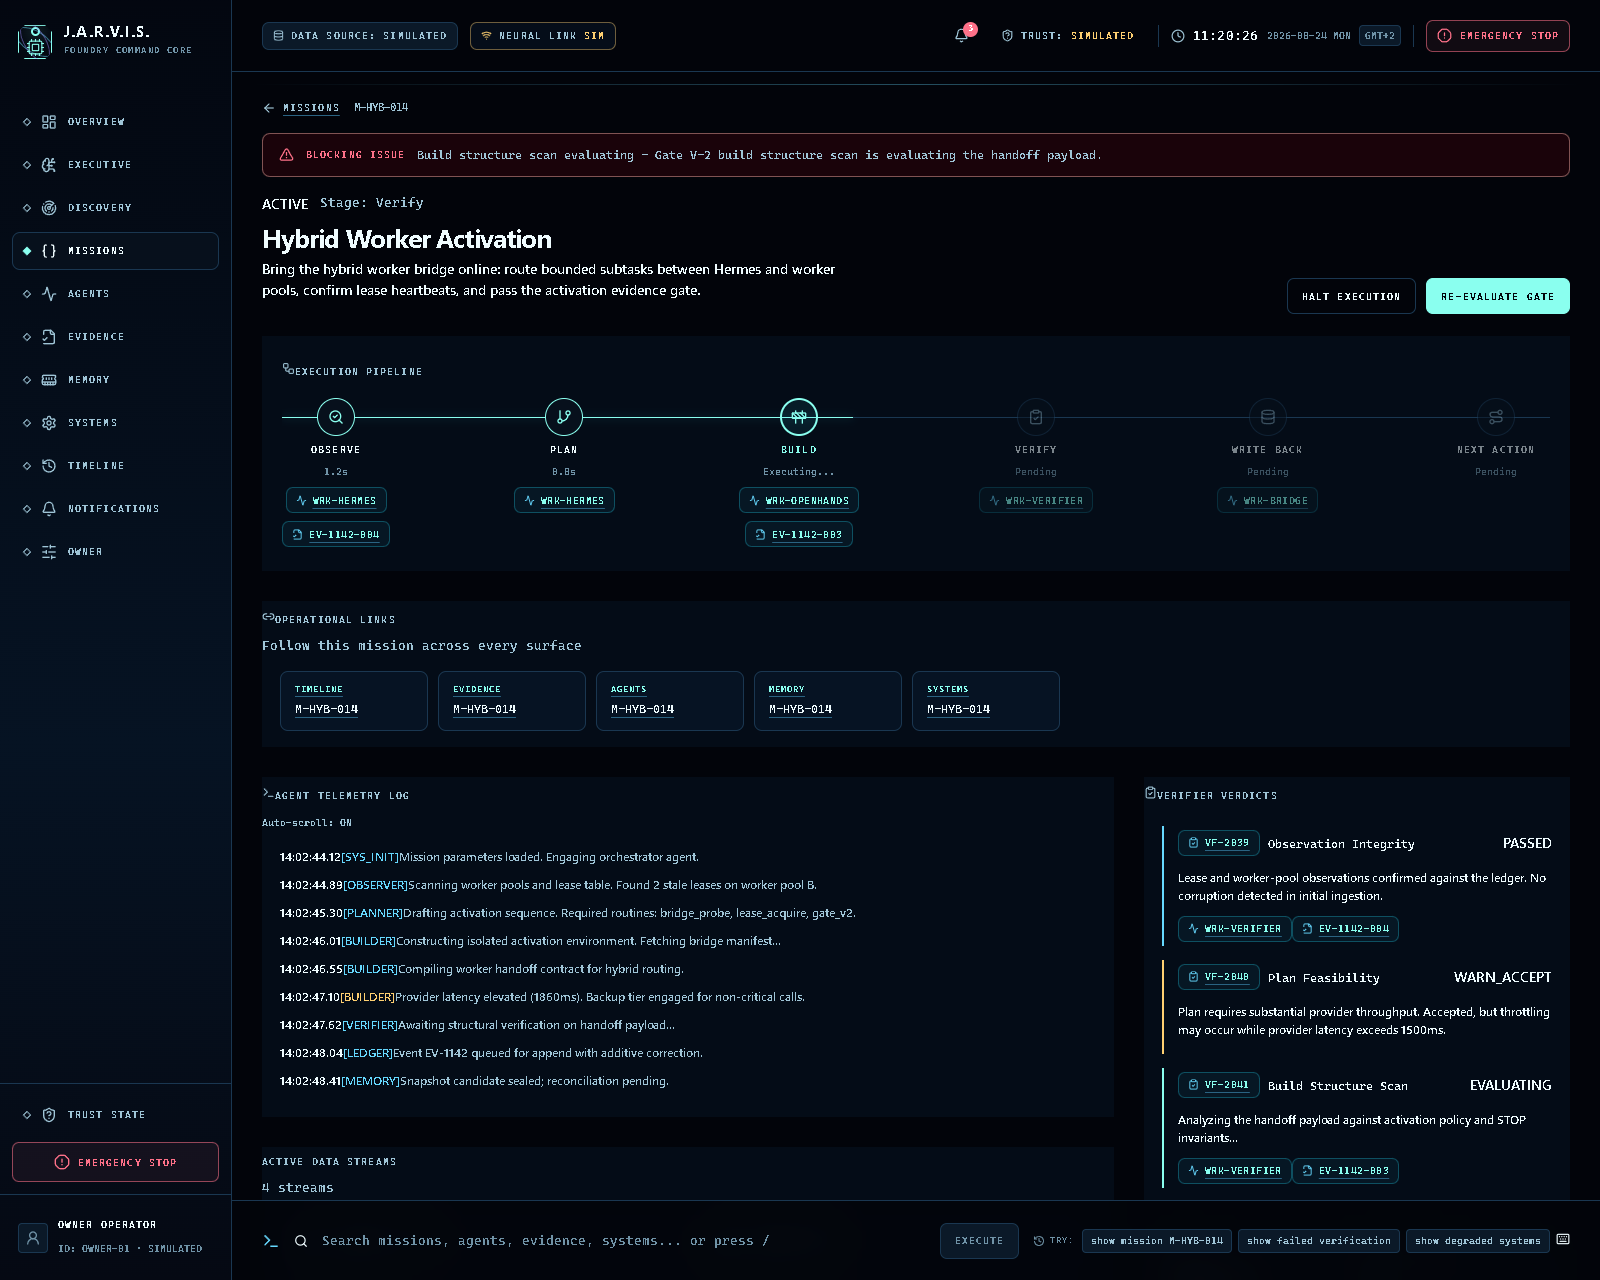 J.A.R.V.I.S.
FOUNDRY COMMAND CORE
OVERVIEW
EXECUTIVE
DISCOVERY
MISSIONS
AGENTS
EVIDENCE
MEMORY
SYSTEMS
TIMELINE
NOTIFICATIONS
OWNER
TRUST STATE
EMERGENCY STOP
OWNER OPERATOR
ID: OWNER-01 • SIMULATED
DATA SOURCE: SIMULATED
NEURAL LINK SIM
3
TRUST: SIMULATED
11:20:26 2026-08-24 MON GMT+2
EMERGENCY STOP
MISSIONS M-HYB-014
BLOCKING ISSUE Build structure scan evaluating — Gate V-2 build structure scan is evaluating the handoff payload.
ACTIVE Stage: Verify
Hybrid Worker Activation
Bring the hybrid worker bridge online: route bounded subtasks between Hermes and worker
pools, confirm lease heartbeats, and pass the activation evidence gate.
HALT EXECUTION
RE-EVALUATE GATE
EXECUTION PIPELINE
OBSERVE
1.2s
WRK-HERMES
EV-1142-004
PLAN
0.8s
WRK-HERMES
BUILD
Executing...
WRK-OPENHANDS
EV-1142-003
VERIFY
Pending
WRK-VERIFIER
WRITE BACK
Pending
WRK-BRIDGE
NEXT ACTION
Pending
OPERATIONAL LINKS
Follow this mission across every surface
TIMELINE
M-HYB-014
EVIDENCE
M-HYB-014
AGENTS
M-HYB-014
MEMORY
M-HYB-014
SYSTEMS
M-HYB-014
AGENT TELEMETRY LOG
Auto-scroll: ON
14:02:44.12[SYS_INIT]Mission parameters loaded. Engaging orchestrator agent.
14:02:44.89[OBSERVER]Scanning worker pools and lease table. Found 2 stale leases on worker pool B.
14:02:45.30[PLANNER]Drafting activation sequence. Required routines: bridge_probe, lease_acquire, gate_v2.
14:02:46.01[BUILDER]Constructing isolated activation environment. Fetching bridge manifest...
14:02:46.55[BUILDER]Compiling worker handoff contract for hybrid routing.
14:02:47.10[BUILDER]Provider latency elevated (1860ms). Backup tier engaged for non-critical calls.
14:02:47.62[VERIFIER]Awaiting structural verification on handoff payload...
14:02:48.04[LEDGER]Event EV-1142 queued for append with additive correction.
14:02:48.41[MEMORY]Snapshot candidate sealed; reconciliation pending.
ACTIVE DATA STREAMS
4 streams
VERIFIER VERDICTS
VF-2039 Observation Integrity PASSED
Lease and worker-pool observations confirmed against the ledger. No
corruption detected in initial ingestion.
WRK-VERIFIER EV-1142-004
VF-2040 Plan Feasibility WARN_ACCEPT
Plan requires substantial provider throughput. Accepted, but throttling
may occur while provider latency exceeds 1500ms.
VF-2041 Build Structure Scan EVALUATING
Analyzing the handoff payload against activation policy and STOP
invariants...
WRK-VERIFIER EV-1142-003
Search missions, agents, evidence, systems... or press /
EXECUTE
TRY: show mission M-HYB-014 show failed verification show degraded systems